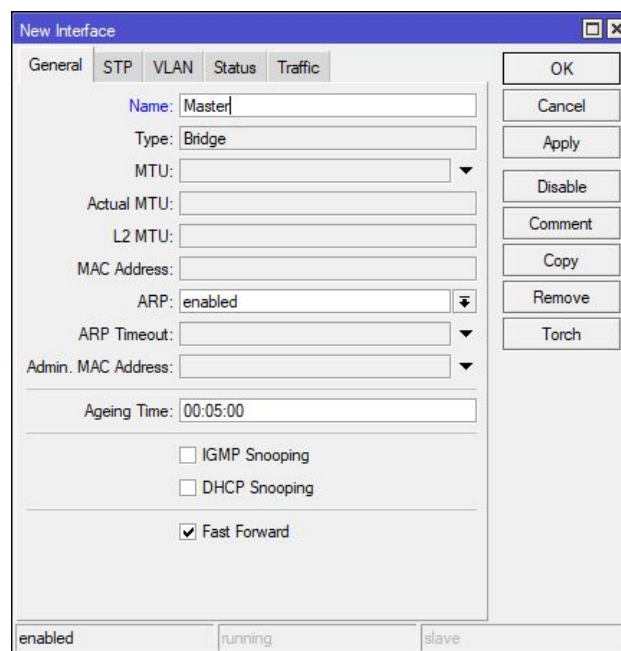 New Interface
General STP VLAN Status Traffic
OK
Name: Master
Cancel
Type: Bridge
Apply
MTU:
Disable
Actual MTU:
Comment
L2 MTU:
Copy
MAC Address:
Remove
ARP: enabled
Torch
ARP Timeout:
Admin. MAC Address:
Ageing Time: 00:05:00
IGMP Snooping
DHCP Snooping
Fast Forward
enabled running slave